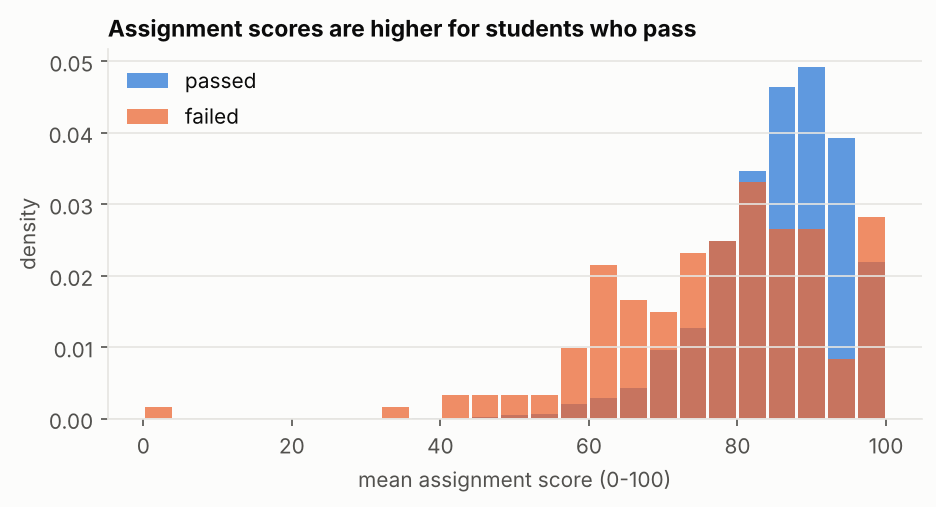 Assignment scores are higher for students who pass
passed
failed
0.05
0.04
0.03
0.02
0.01
0.00
density
0 20 40 60 80 100
mean assignment score (0-100)